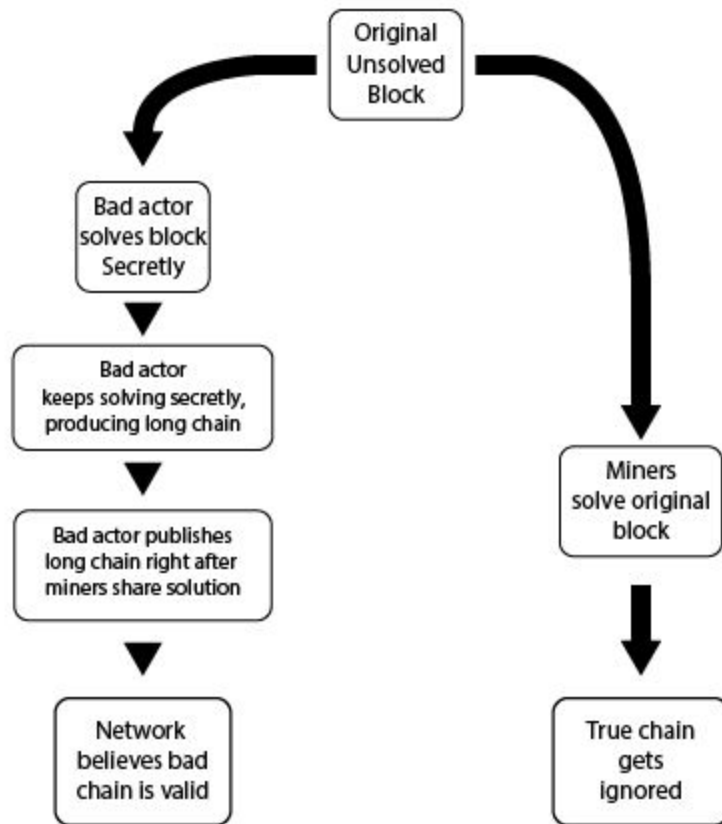 Original
Unsolved
Block
Bad actor
solves block
Secretly
Bad actor
keeps solving secretly,
producing long chain
Bad actor publishes
long chain right after
miners share solution
Network
believes bad
chain is valid
Miners
solve original
block
True chain
gets
ignored